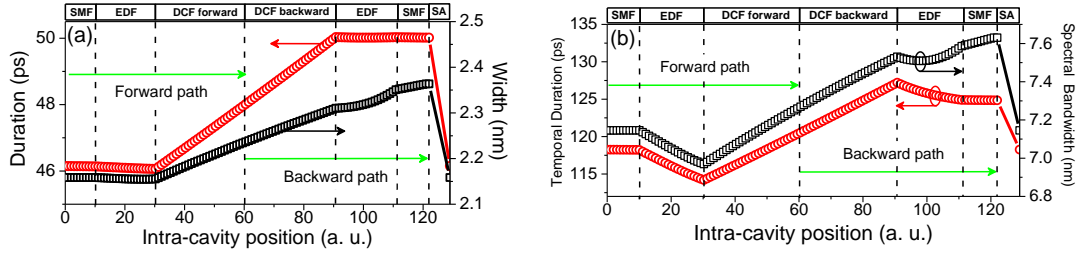 SMF EDF DCF forward DCF backward EDF SMF SA
(a)
Duration (ps)
50
48
46
Forward path
Backward path
2.5
2.4
2.3
2.2
2.1
Width (nm)
0 20 40 60 80 100 120
Intra-cavity position (a. u.)
SMF EDF DCF forward DCF backward EDF SMF SA
(b)
Temporal Duration (ps)
135
130
125
120
115
Forward path
Backward path
7.6
7.4
7.2
7.0
6.8
Spectral Bandwidth (nm)
0 20 40 60 80 100 120
Intra-cavity position (a. u.)